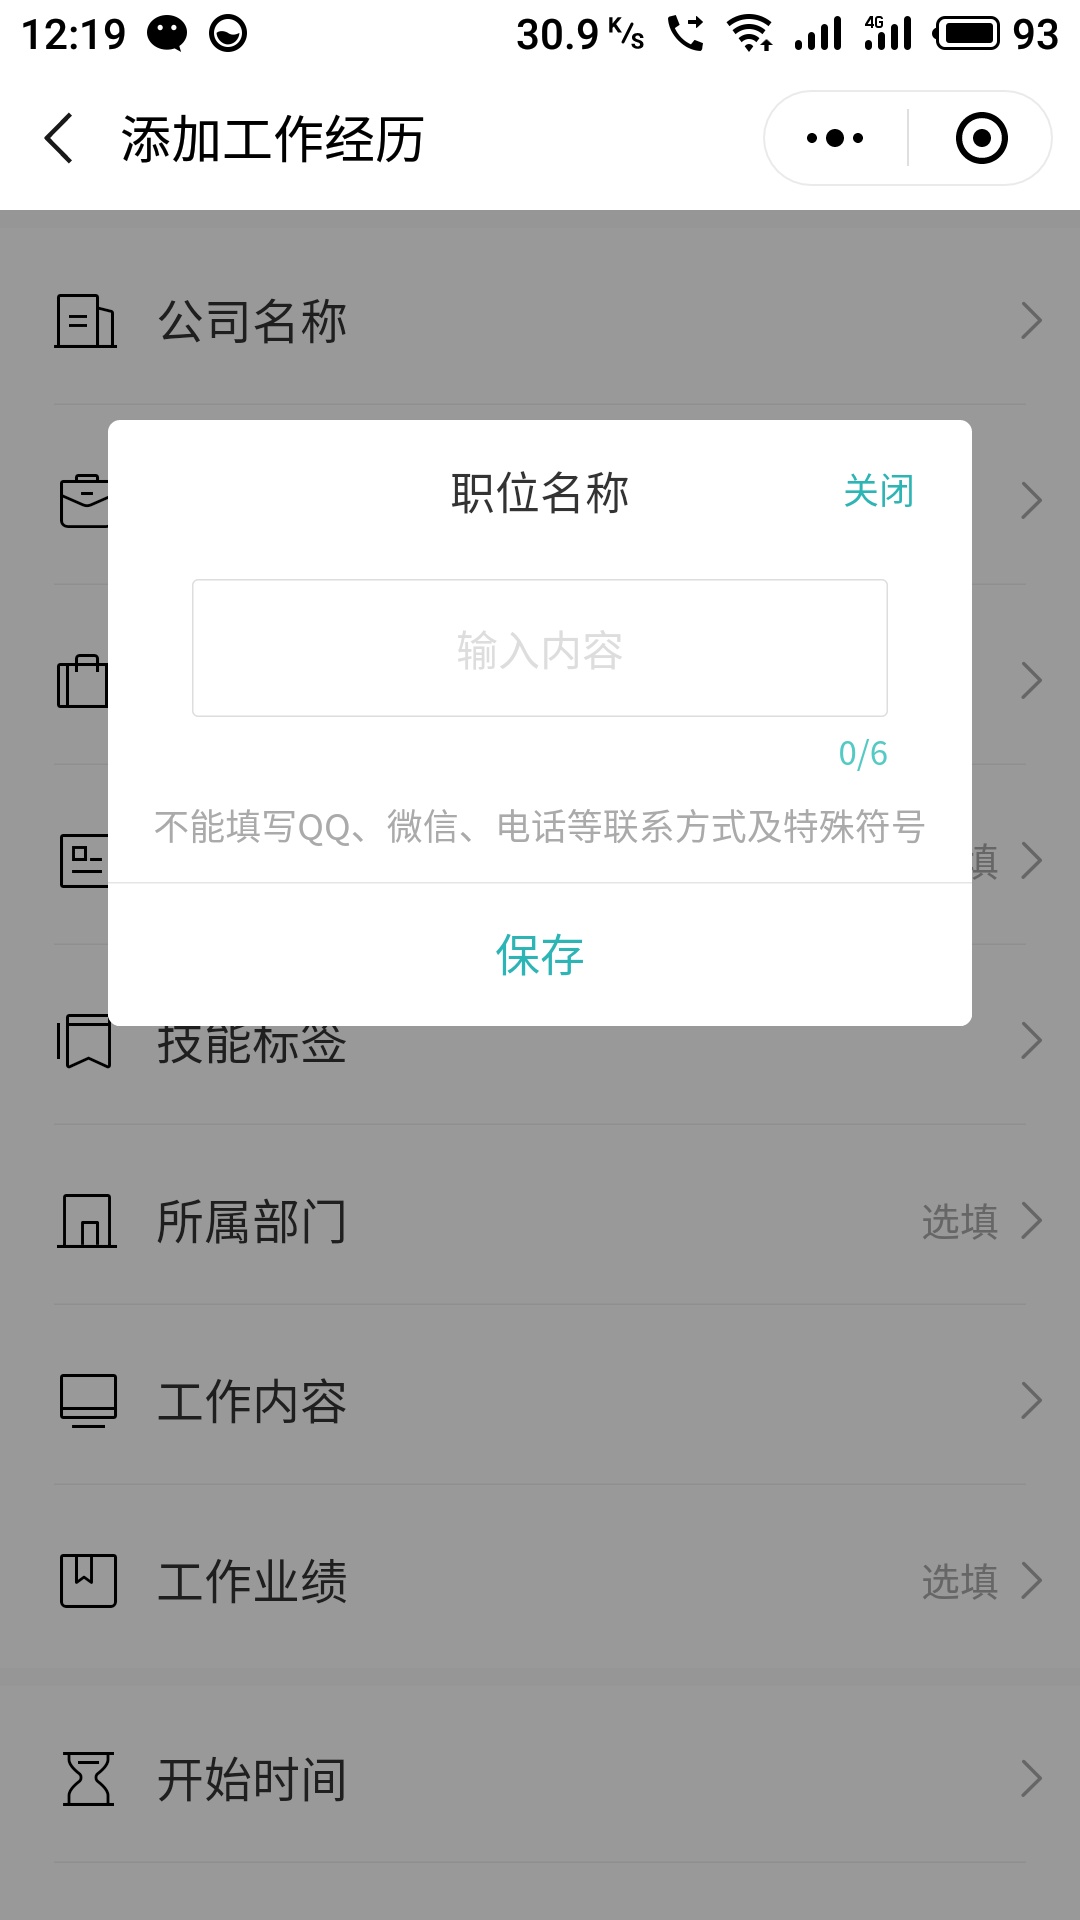 12:19 30.9 K/s 4G 93
添加工作经历
公司名称
职位名称 关闭
输入内容
0/6
不能填写QQ、微信、电话等联系方式及特殊符号
填
保存
技能标签
所属部门 选填
工作内容
工作业绩 选填
开始时间